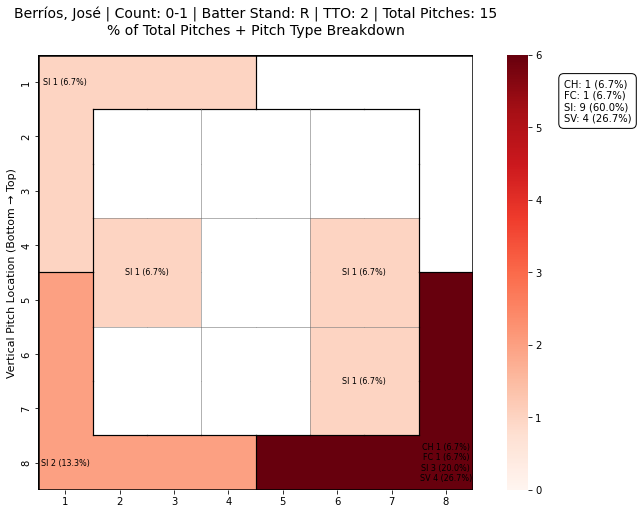 Berríos, José | Count: 0-1 | Batter Stand: R | TTO: 2 | Total Pitches: 15
% of Total Pitches + Pitch Type Breakdown
CH: 1 (6.7%)
FC: 1 (6.7%)
SI: 9 (60.0%)
SV: 4 (26.7%)
Vertical Pitch Location (Bottom → Top)
1
2
3
4
5
6
7
8
SI 1 (6.7%)
SI 1 (6.7%)
SI 1 (6.7%)
SI 1 (6.7%)
SI 2 (13.3%)
CH 1 (6.7%)
FC 1 (6.7%)
SI 3 (20.0%)
SV 4 (26.7%)
1 2 3 4 5 6 7 8
6
5
4
3
2
1
0